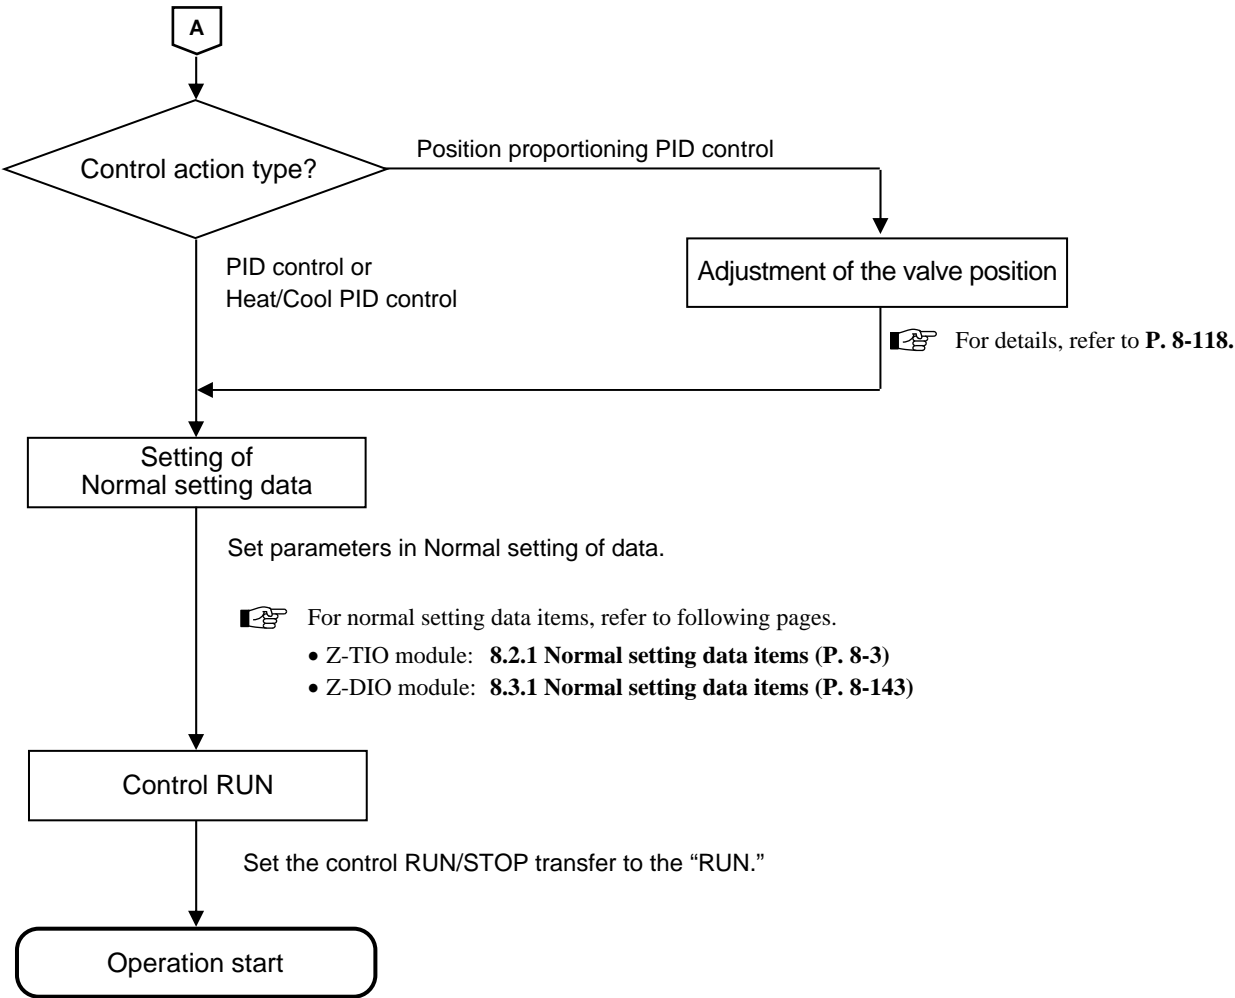 A
Control action type?
Position proportioning PID control
PID control or
Heat/Cool PID control
Adjustment of the valve position
For details, refer to P. 8-118.
Setting of
Normal setting data
Set parameters in Normal setting of data.
For normal setting data items, refer to following pages.
• Z-TIO module: 8.2.1 Normal setting data items (P. 8-3)
• Z-DIO module: 8.3.1 Normal setting data items (P. 8-143)
Control RUN
Set the control RUN/STOP transfer to the “RUN.”
Operation start